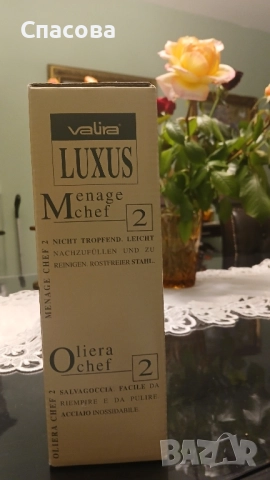 Спасова
valira
LUXUS
Menage
chef 2
NICHT TROPFEND. LEICHT
NACHZUFÜLLEN UND ZU
REINIGEN. ROSTFREIER STAHL.
MENAGE CHEF 2
Oliera
chef 2
SALVAGOCCIA. FACILE DA
RIEMPIRE E DA PULIRE.
ACCIAIO INOSSIDABILE.
OLIERA CHEF 2
BAZAR